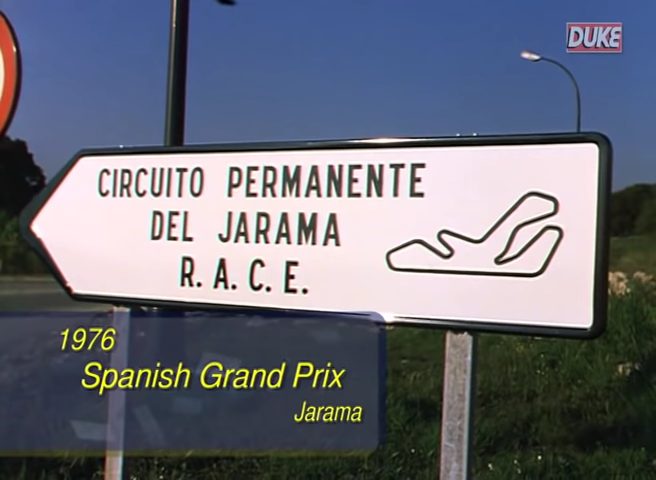 DUKE
CIRCUITO PERMANENTE
DEL JARAMA
R. A. C. E.
1976
Spanish Grand Prix
Jarama